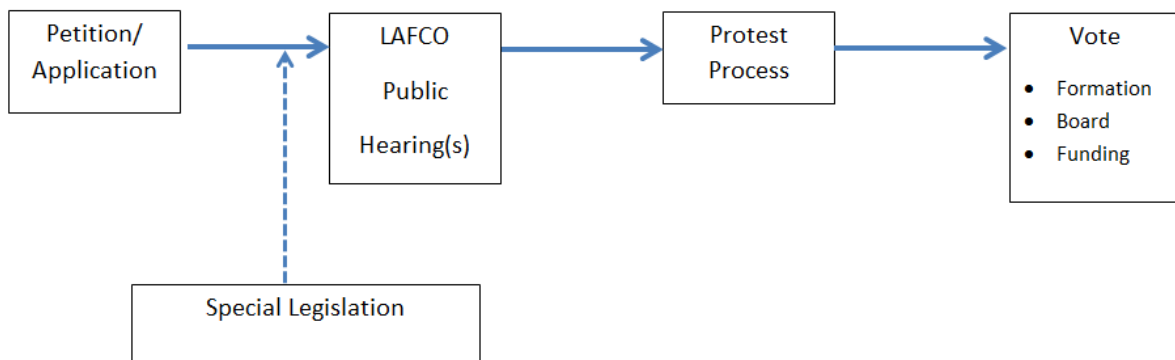 Petition/
Application
LAFCO
Public
Hearing(s)
Protest
Process
Vote
• Formation
• Board
• Funding
Special Legislation